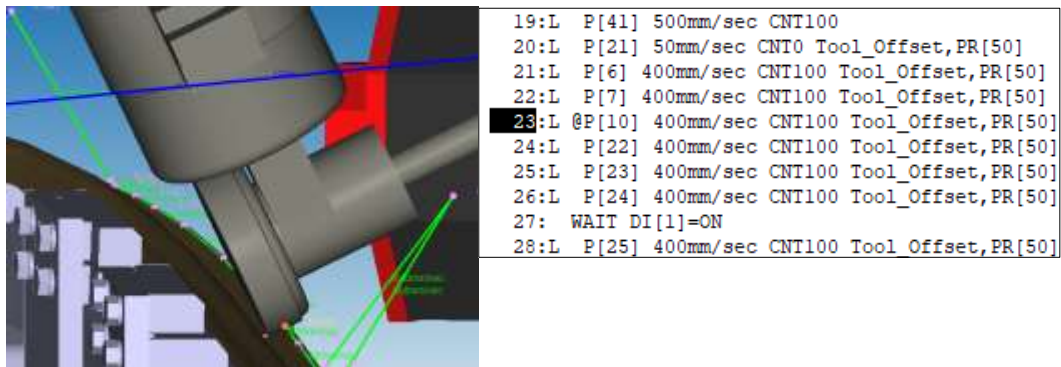 19:L P[41] 500mm/sec CNT100
20:L P[21] 50mm/sec CNT0 Tool_Offset,PR[50]
21:L P[6] 400mm/sec CNT100 Tool_Offset,PR[50]
22:L P[7] 400mm/sec CNT100 Tool_Offset,PR[50]
23:L @P[10] 400mm/sec CNT100 Tool_Offset,PR[50]
24:L P[22] 400mm/sec CNT100 Tool_Offset,PR[50]
25:L P[23] 400mm/sec CNT100 Tool_Offset,PR[50]
26:L P[24] 400mm/sec CNT100 Tool_Offset,PR[50]
27: WAIT DI[1]=ON
28:L P[25] 400mm/sec CNT100 Tool_Offset,PR[50]